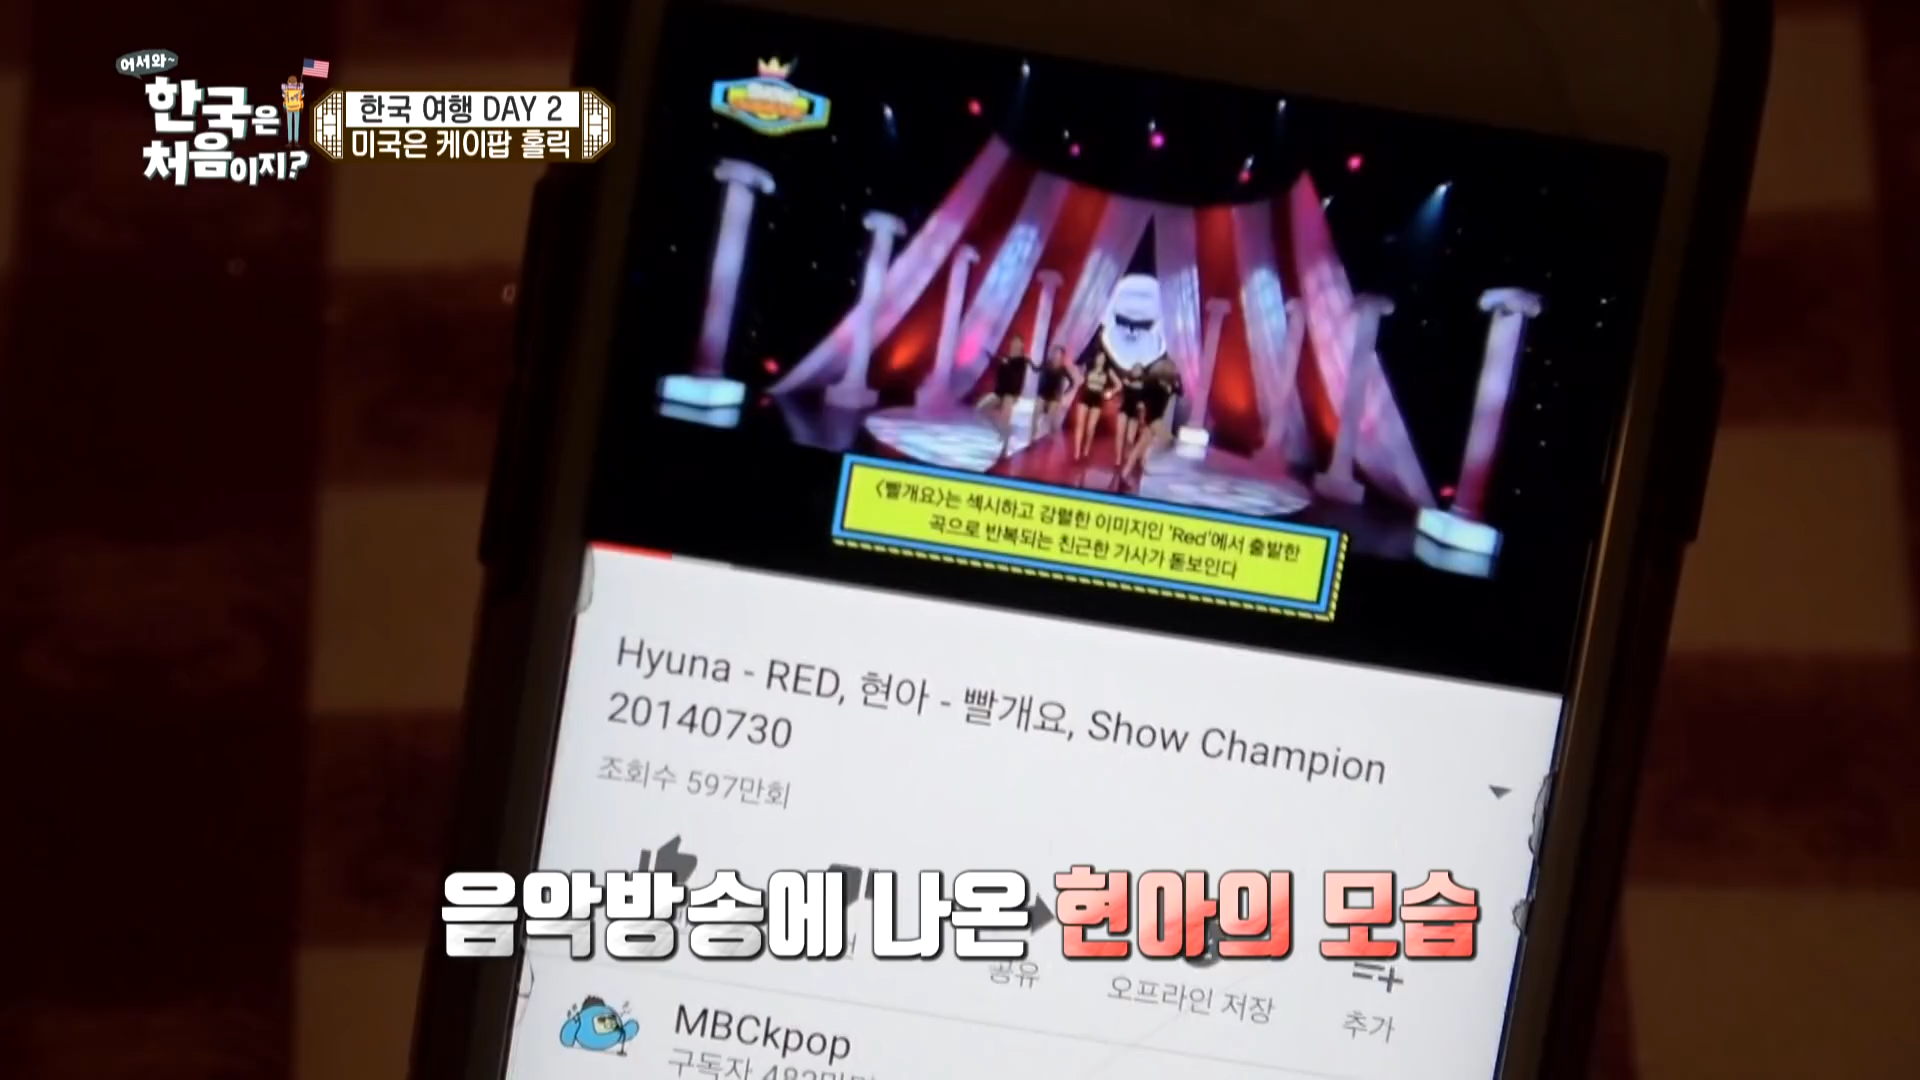 어서와~
한국은
처음이지?
한국 여행 DAY 2
미국은 케이팝 홀릭
<빨개요>는 섹시하고 강렬한 이미지인 'Red'에서 출발한
곡으로 반복되는 친근한 가사가 돋보인다
Hyuna - RED, 현아 - 빨개요, Show Champion
20140730
조회수 597만회
음악방송에 나온 현아의 모습
공유
오프라인 저장
추가
MBCkpop
구독자